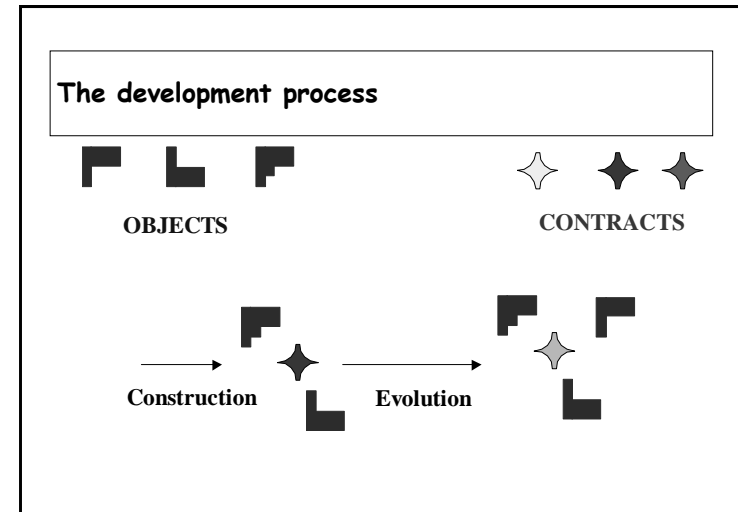 The development process
OBJECTS
CONTRACTS
Construction
Evolution